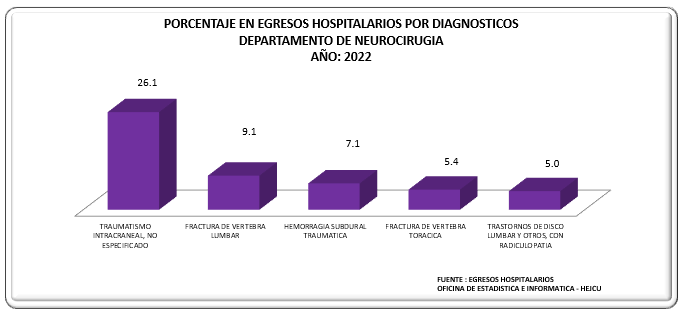 PORCENTAJE EN EGRESOS HOSPITALARIOS POR DIAGNOSTICOS
DEPARTAMENTO DE NEUROCIRUGIA
AÑO: 2022
26.1
9.1
7.1
5.4
5.0
TRAUMATISMO
INTRACRANEAL, NO
ESPECIFICADO
FRACTURA DE VERTEBRA
LUMBAR
HEMORRAGIA SUBDURAL
TRAUMATICA
FRACTURA DE VERTEBRA
TORACICA
TRASTORNOS DE DISCO
LUMBAR Y OTROS, CON
RADICULOPATIA
FUENTE : EGRESOS HOSPITALARIOS
OFICINA DE ESTADISTICA E INFORMATICA - HEJCU